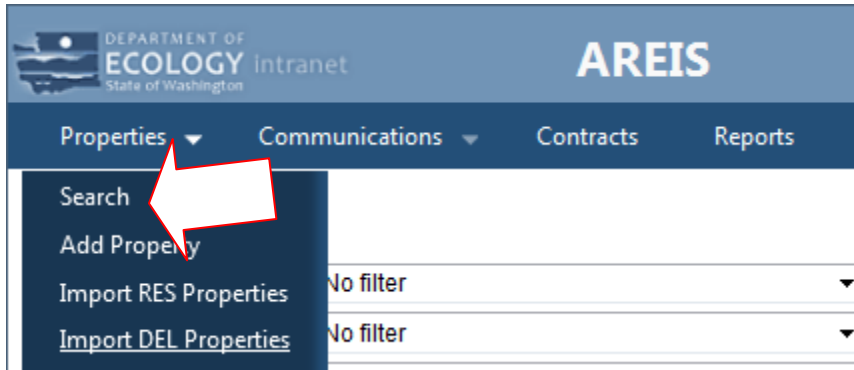 DEPARTMENT OF
ECOLOGY intranet
State of Washington
AREIS
Properties Communications Contracts Reports
Search
Add Property
Import RES Properties No filter
Import DEL Properties No filter